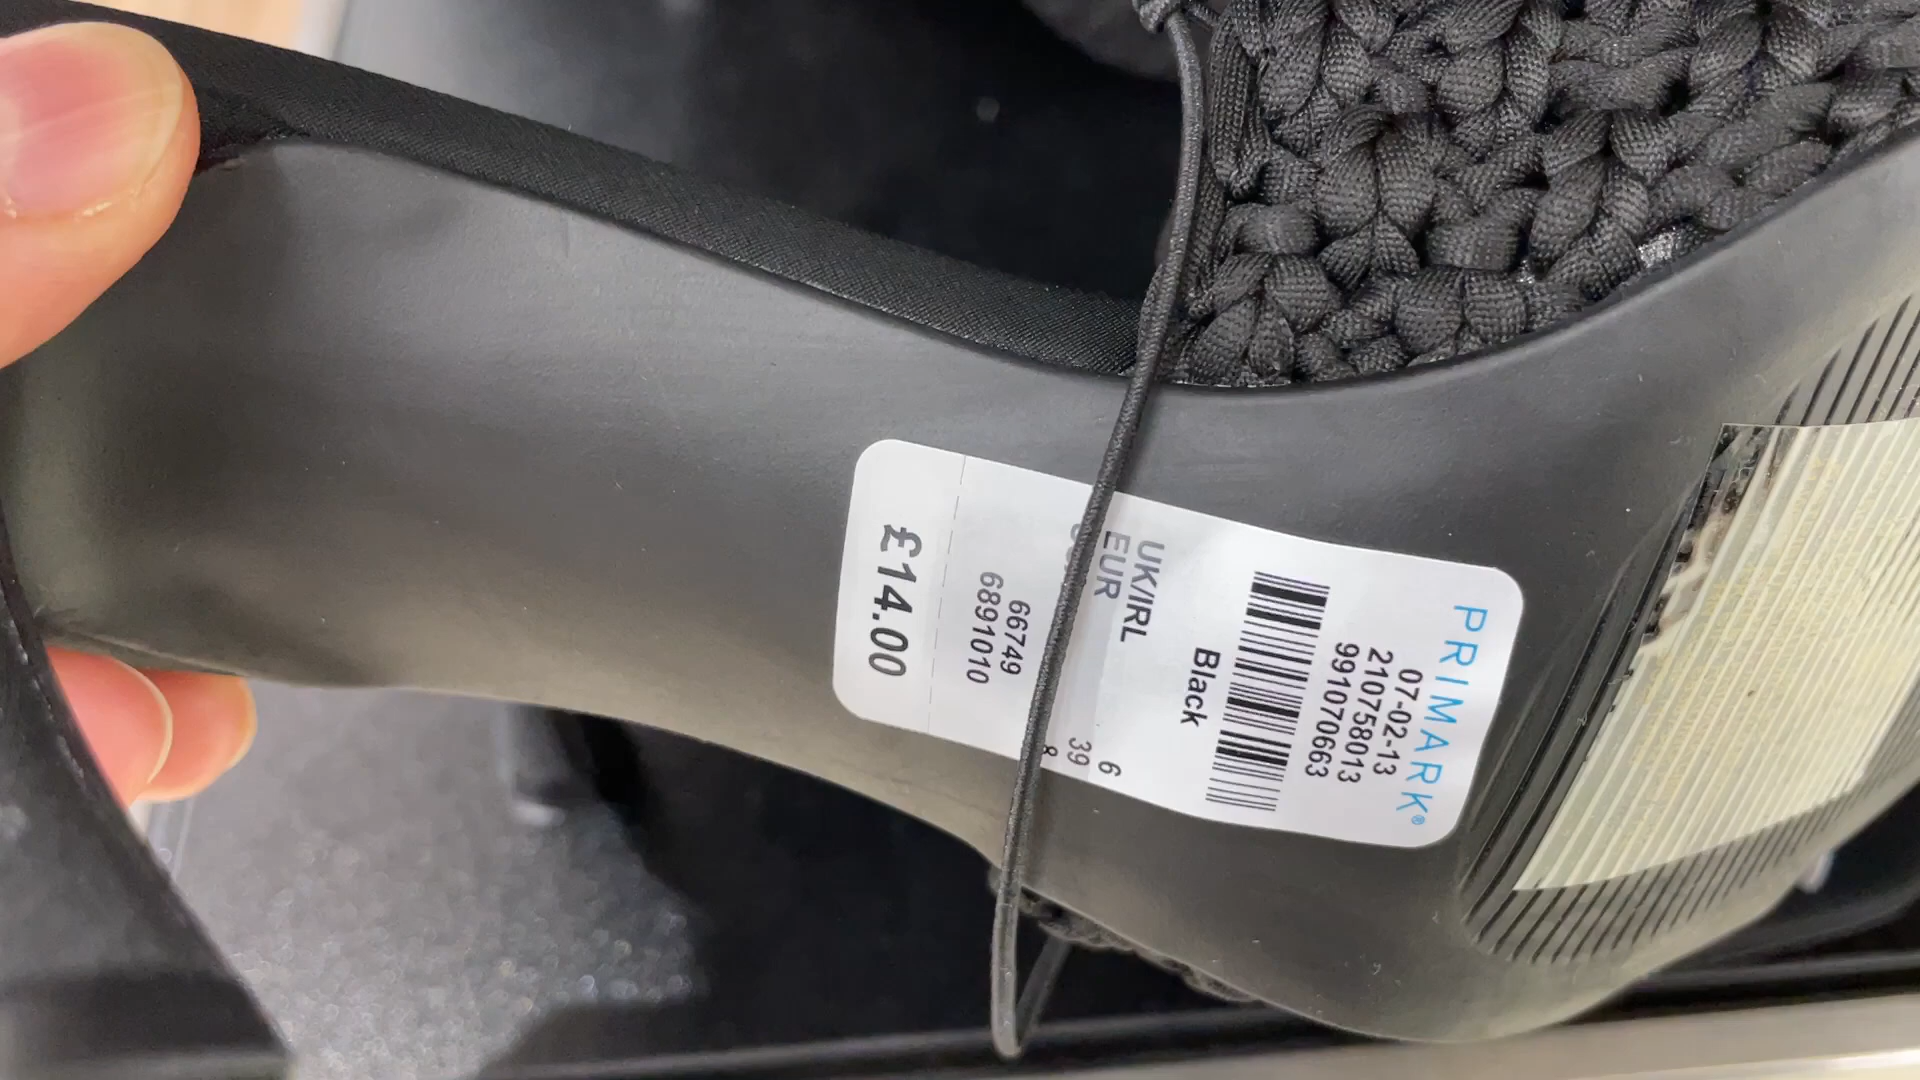 PRIMARK®
07-02-13
210758013
991070663
Black
UK/IRL 6
EUR 39
8
66749
6891010
£14.00